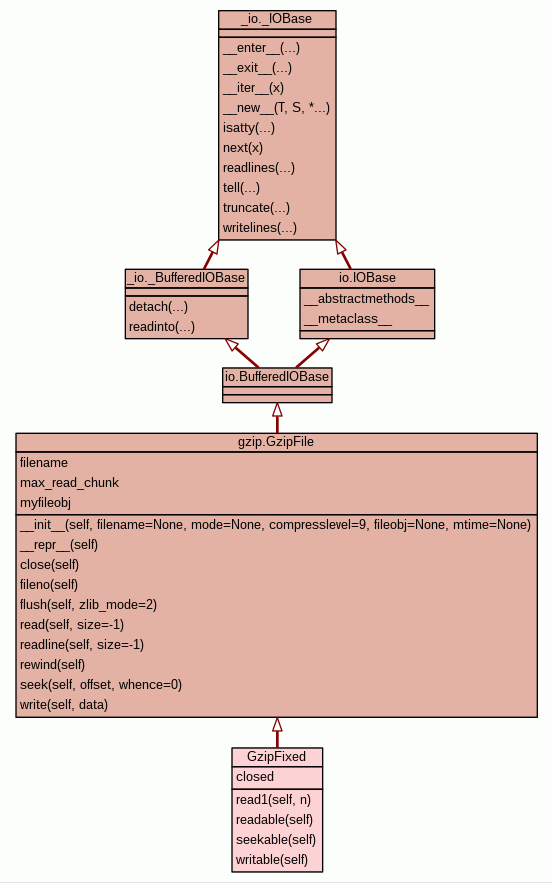 _io._IOBase
__enter__(...)
__exit__(...)
__iter__(x)
__new__(T, S, *...)
isatty(...)
next(x)
readlines(...)
tell(...)
truncate(...)
writelines(...)
_io._BufferedIOBase
detach(...)
readinto(...)
io.IOBase
__abstractmethods__
__metaclass__
io.BufferedIOBase
gzip.GzipFile
filename
max_read_chunk
myfileobj
__init__(self, filename=None, mode=None, compresslevel=9, fileobj=None, mtime=None)
__repr__(self)
close(self)
fileno(self)
flush(self, zlib_mode=2)
read(self, size=-1)
readline(self, size=-1)
rewind(self)
seek(self, offset, whence=0)
write(self, data)
GzipFixed
closed
read1(self, n)
readable(self)
seekable(self)
writable(self)